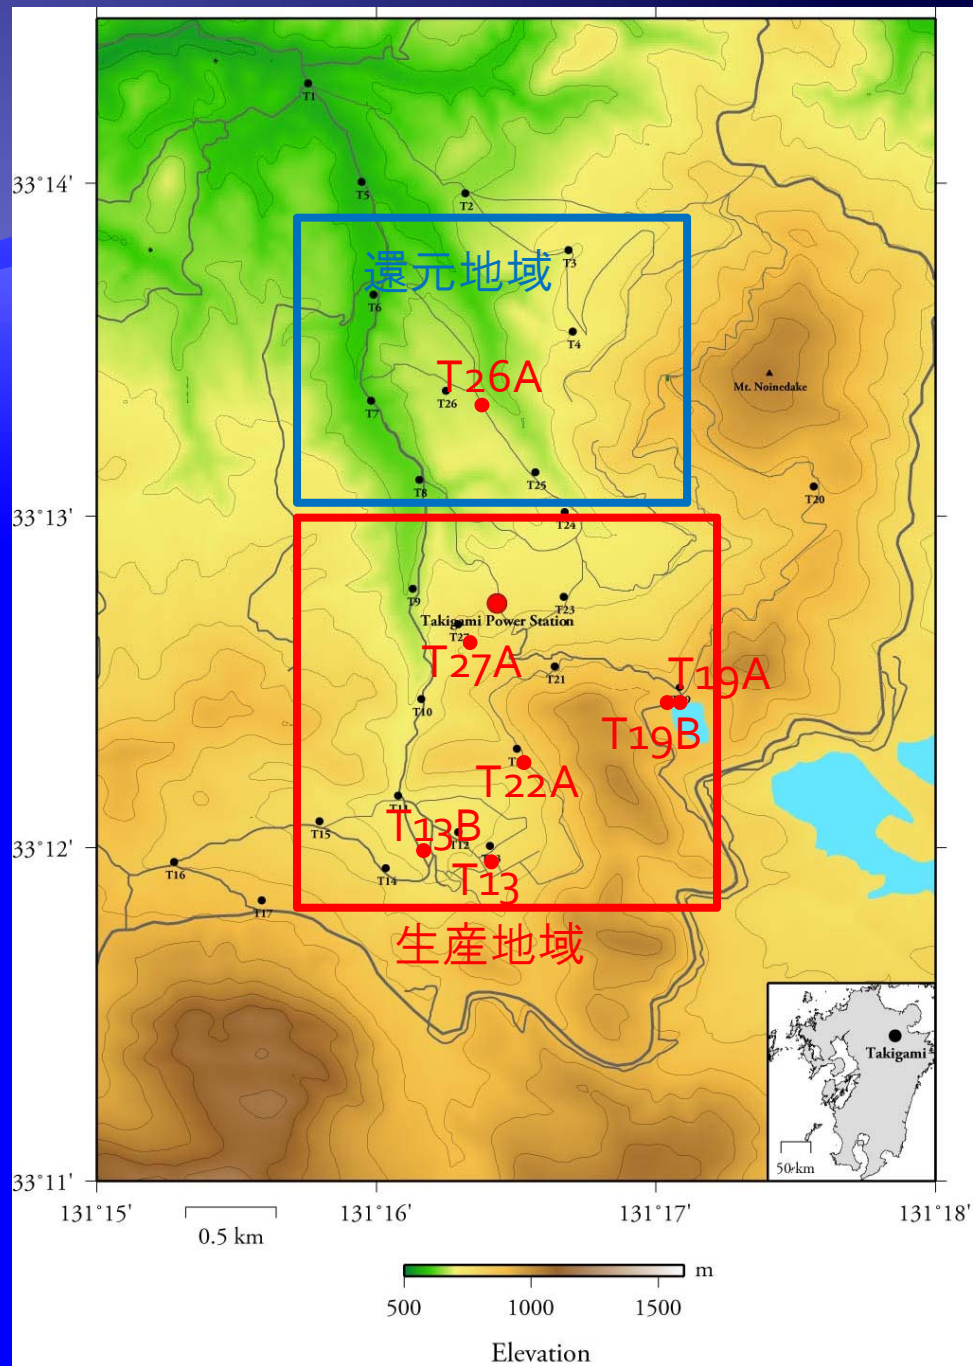 T1
33°14'
T5
T2
還元地域
T3
T6
T4
T26A
Mt. Noinedake
T26
T7
T25
T8
T20
33°13'
T24
T9
T23
Takigami Power Station
T27
T27A
T21
T19A
T10
T19B
T22A
T11
T13B
T15
T12
33°12'
T16
T14
T13
T17
生産地域
Takigami
50 km
33°11'
131°15'
131°16'
131°17'
131°18'
0.5 km
m
500
1000
1500
Elevation